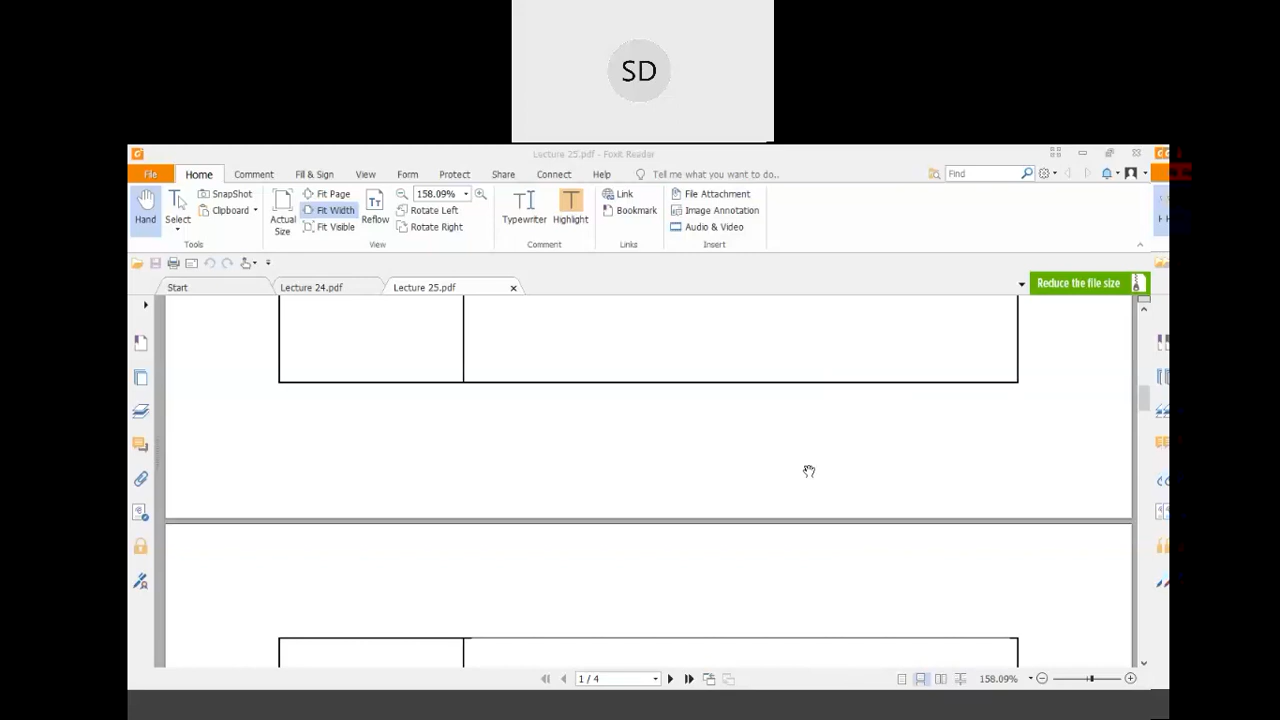 SD
Lecture 25.pdf - Foxit Reader
File Home Comment Fill & Sign View Form Protect Share Connect Help Tell me what you want to do.. Find
Hand
Select
SnapShot
Clipboard
Tools
Actual Size
Fit Page
Fit Width
Fit Visible
Reflow
158.09%
Rotate Left
Rotate Right
View
Typewriter
Highlight
Comment
Link
Bookmark
Links
File Attachment
Image Annotation
Audio & Video
Insert
Start Lecture 24.pdf Lecture 25.pdf Reduce the file size
1 / 4 158.09%